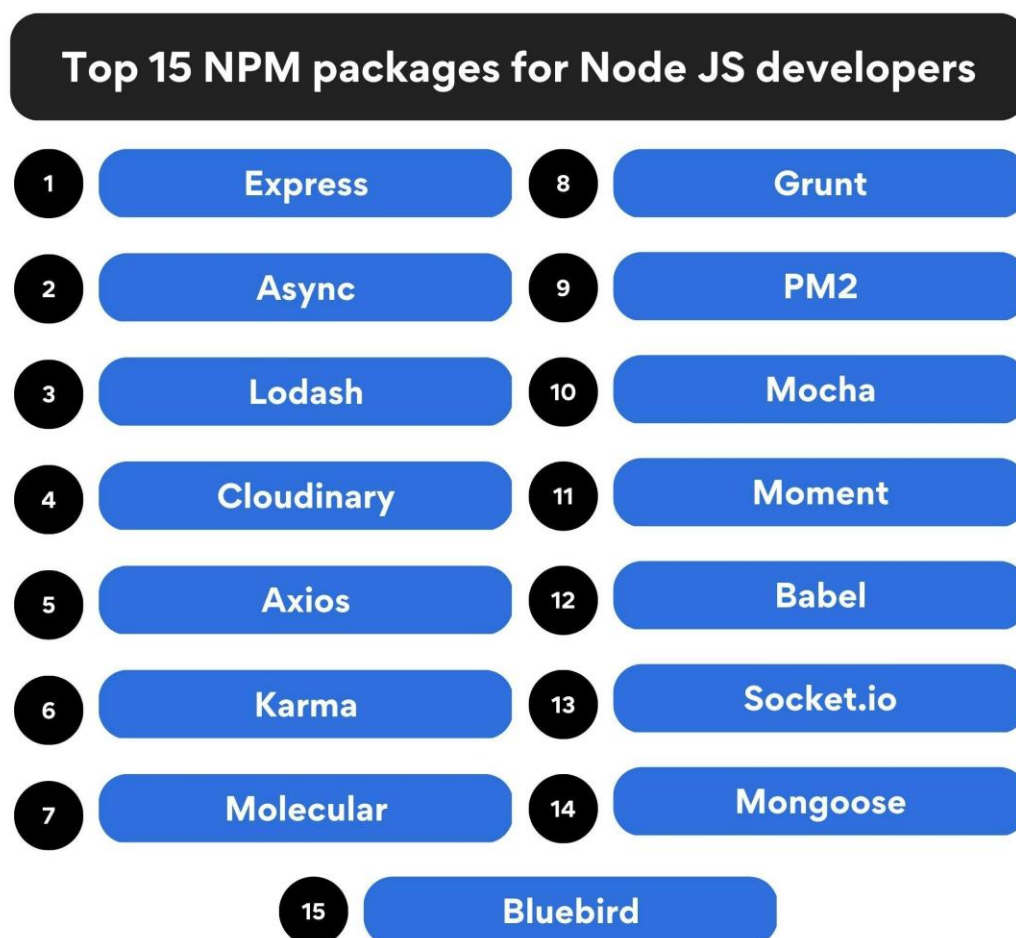 Top 15 NPM packages for Node JS developers
1 Express
2 Async
3 Lodash
4 Cloudinary
5 Axios
6 Karma
7 Molecular
8 Grunt
9 PM2
10 Mocha
11 Moment
12 Babel
13 Socket.io
14 Mongoose
15 Bluebird